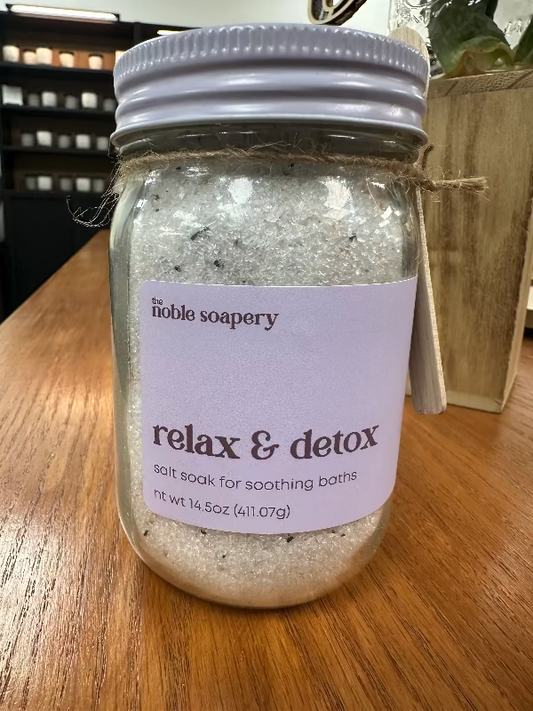 the
noble soapery
relax & detox
salt soak for soothing baths
nt wt 14.5oz (411.07g)